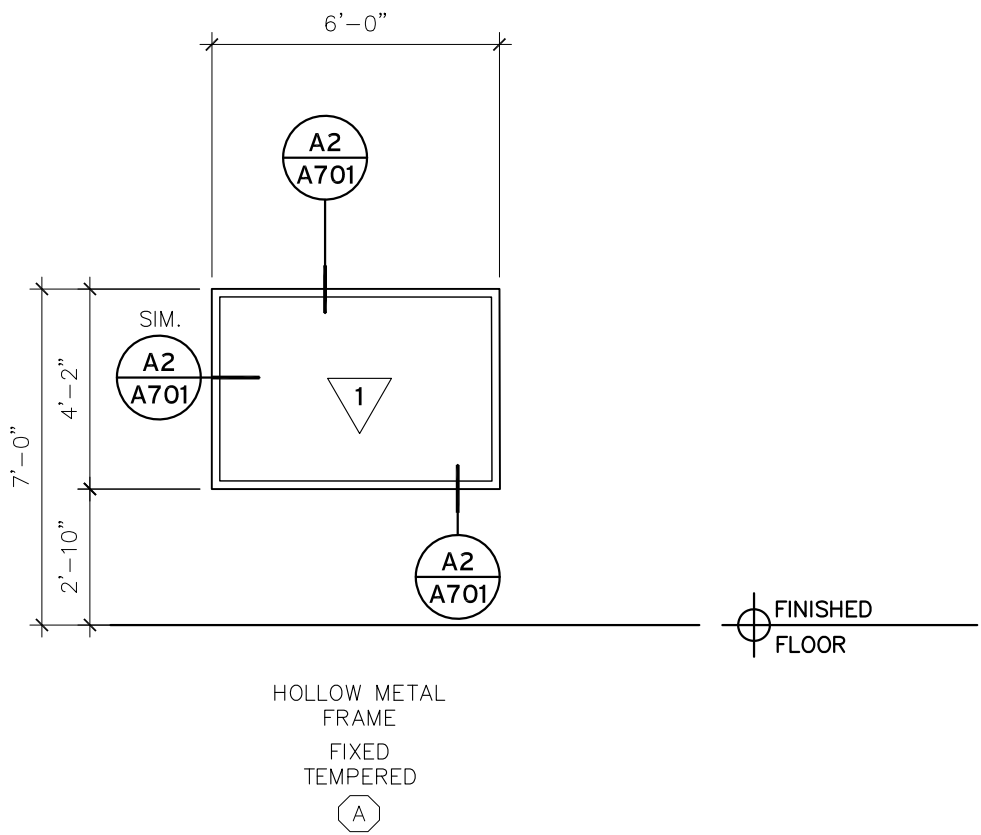 6'-0"
A2
A701
SIM.
A2
A701
1
4'-2"
7'-0"
2'-10"
A2
A701
FINISHED
FLOOR
HOLLOW METAL
FRAME
FIXED
TEMPERED
A